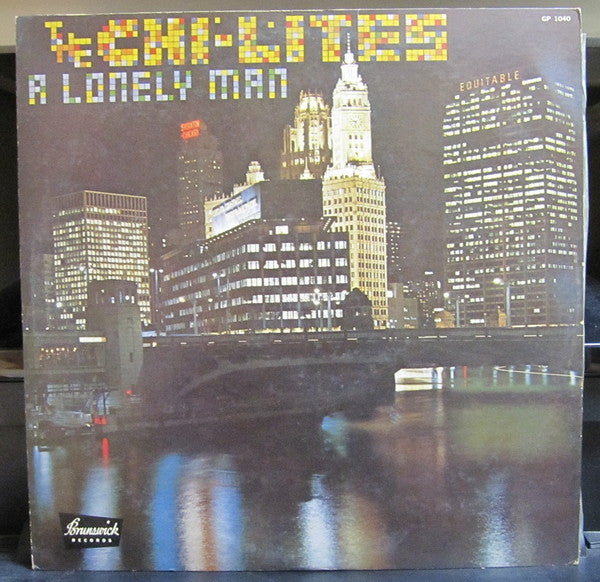 THE CHI-LITES
A LONELY MAN
GP 1040
EQUITABLE
Brunswick
RECORDS